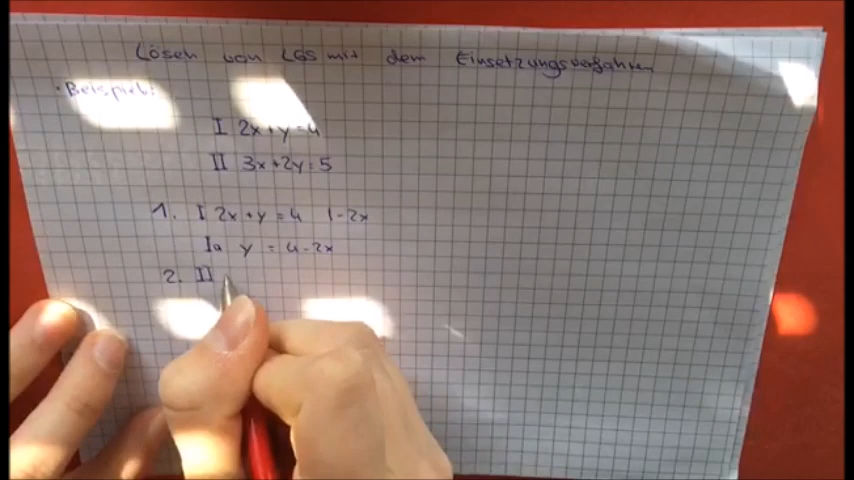 Lösen von LGS mit dem Einsetzungsverfahren
· Beispiel:
I 2x + y = 4
II 3x + 2y = 5
1. I 2x + y = 4 | - 2x
Ia y = 4 - 2x
2. II